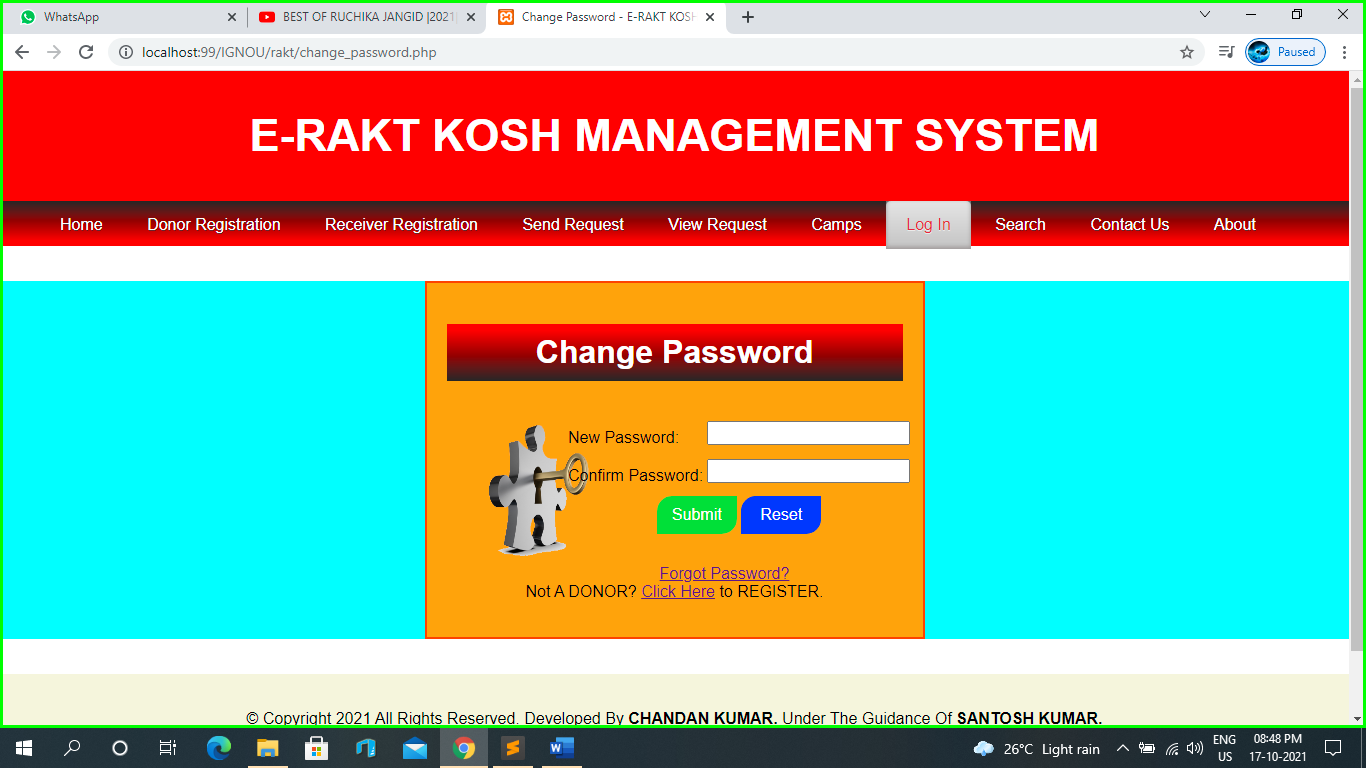 WhatsApp
BEST OF RUCHIKA JANGID |2021|
Change Password - E-RAKT KOSH
localhost:99/IGNOU/rakt/change_password.php
Paused
E-RAKT KOSH MANAGEMENT SYSTEM
Home Donor Registration Receiver Registration Send Request View Request Camps Log In Search Contact Us About
Change Password
New Password:
Confirm Password:
Submit Reset
Forgot Password?
Not A DONOR? Click Here to REGISTER.
© Copyright 2021 All Rights Reserved. Developed By CHANDAN KUMAR. Under The Guidance Of SANTOSH KUMAR.
26°C Light rain
ENG
US
08:48 PM
17-10-2021